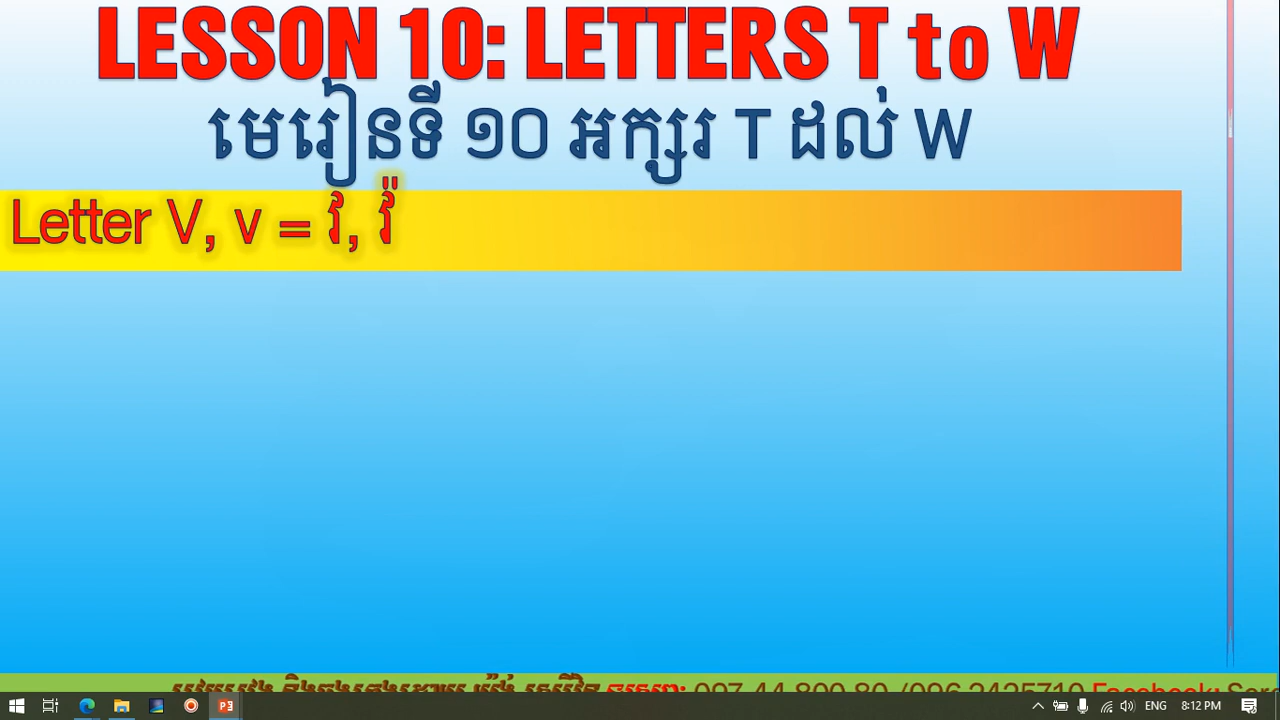 LESSON 10: LETTERS T to W
មេរៀនទី ១០ អក្សរ T ដល់ W
Letter V, v = វ, វ៉
097 44 800 80 /096 2425710 Facebook:
ENG 8:12 PM